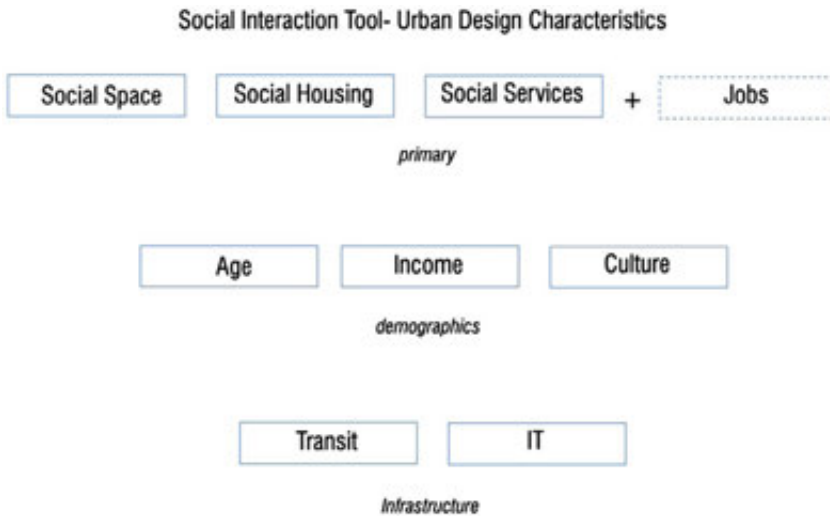 Social Interaction Tool- Urban Design Characteristics
Social Space Social Housing Social Services + Jobs
primary
Age Income Culture
demographics
Transit IT
Infrastructure